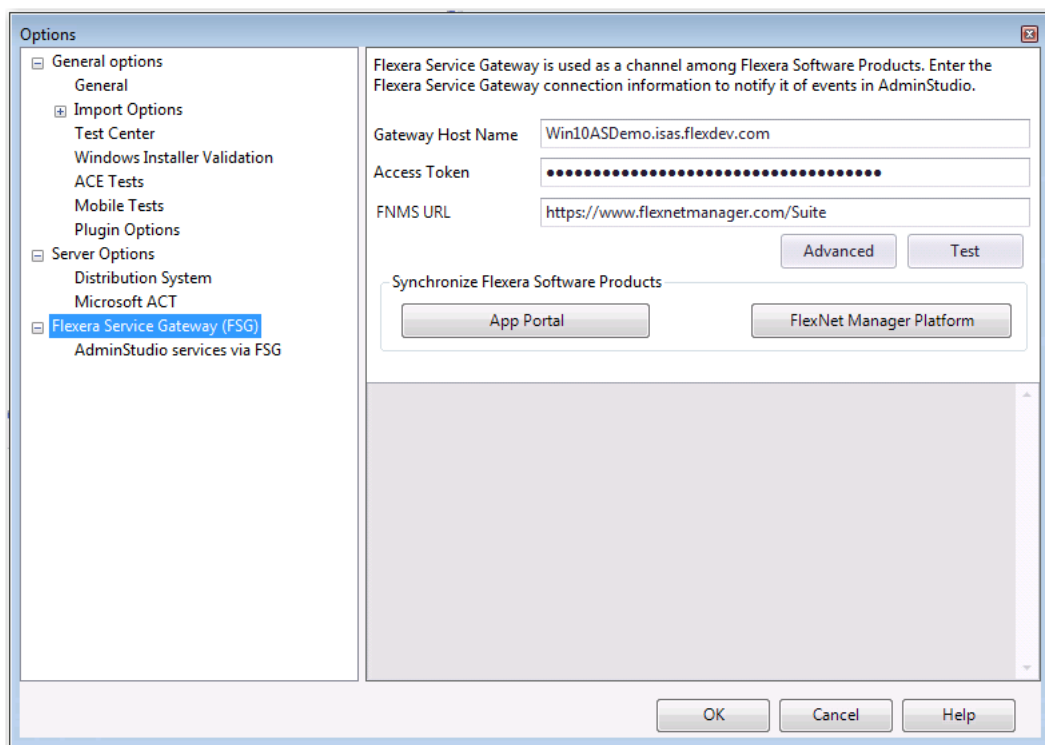 Options
General options
General
Import Options
Test Center
Windows Installer Validation
ACE Tests
Mobile Tests
Plugin Options
Server Options
Distribution System
Microsoft ACT
Flexera Service Gateway (FSG)
AdminStudio services via FSG
Flexera Service Gateway is used as a channel among Flexera Software Products. Enter the
Flexera Service Gateway connection information to notify it of events in AdminStudio.
Gateway Host Name Win10ASDemo.isas.flexdev.com
Access Token ••••••••••••••••••••••••••••••••••••
FNMS URL https://www.flexnetmanager.com/Suite
Advanced Test
Synchronize Flexera Software Products
App Portal FlexNet Manager Platform
OK Cancel Help